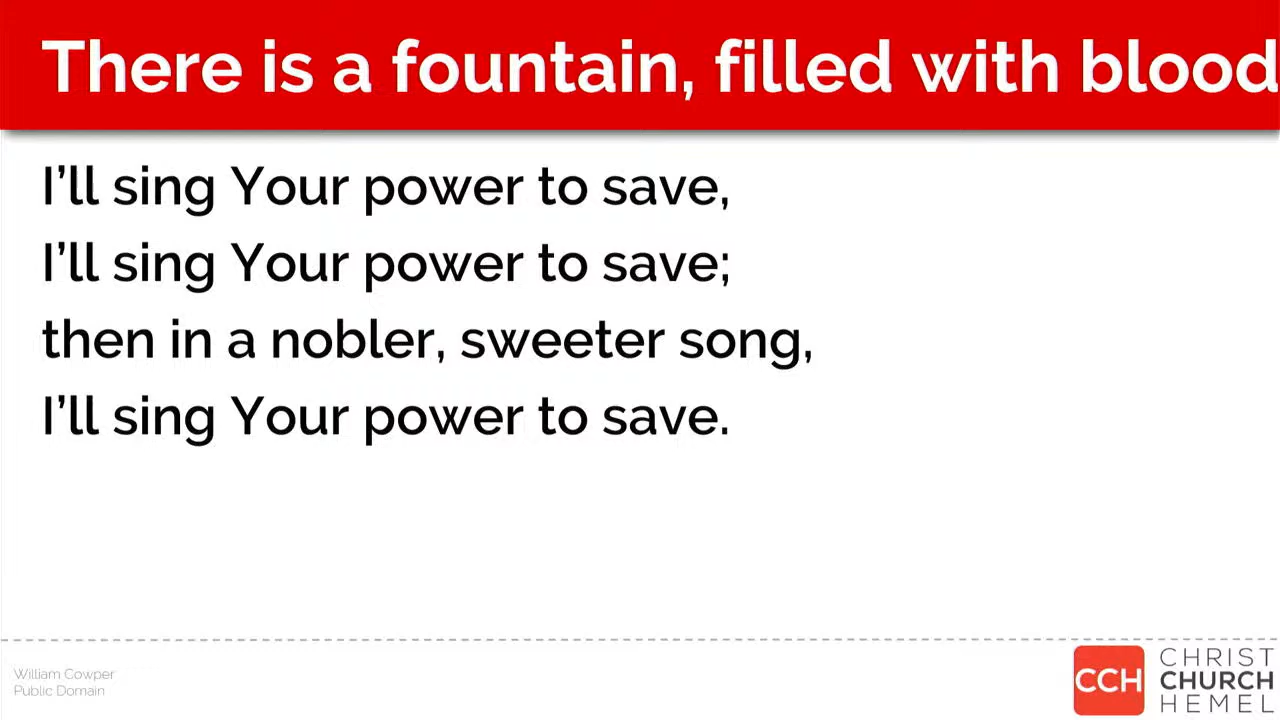 There is a fountain, filled with blood
I’ll sing Your power to save,
I’ll sing Your power to save;
then in a nobler, sweeter song,
I’ll sing Your power to save.
William Cowper
Public Domain
CCH
CHRIST
CHURCH
HEMEL